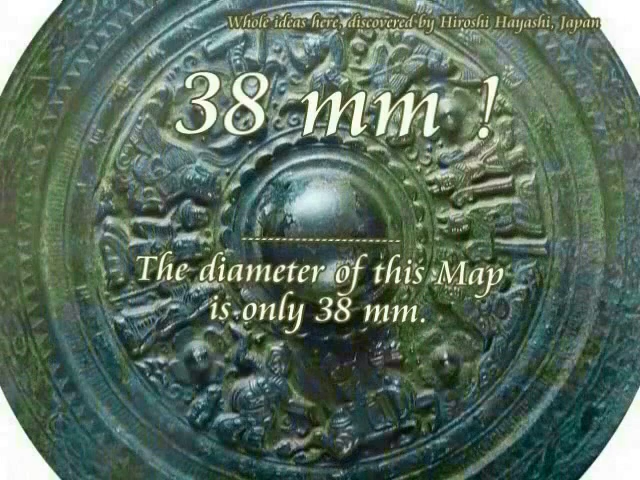 Whole ideas here, discovered by Hiroshi Hayashi, Japan
38 mm !
The diameter of this Map
is only 38 mm.